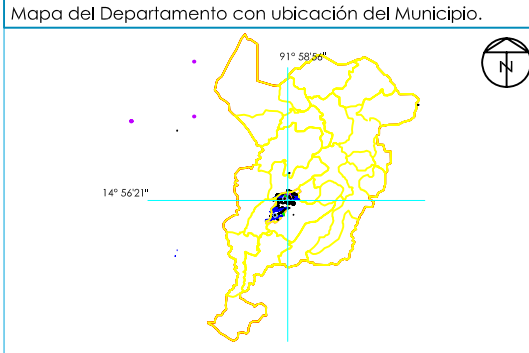 Mapa del Departamento con ubicación del Municipio.
91° 58'56"
N
14° 56'21"